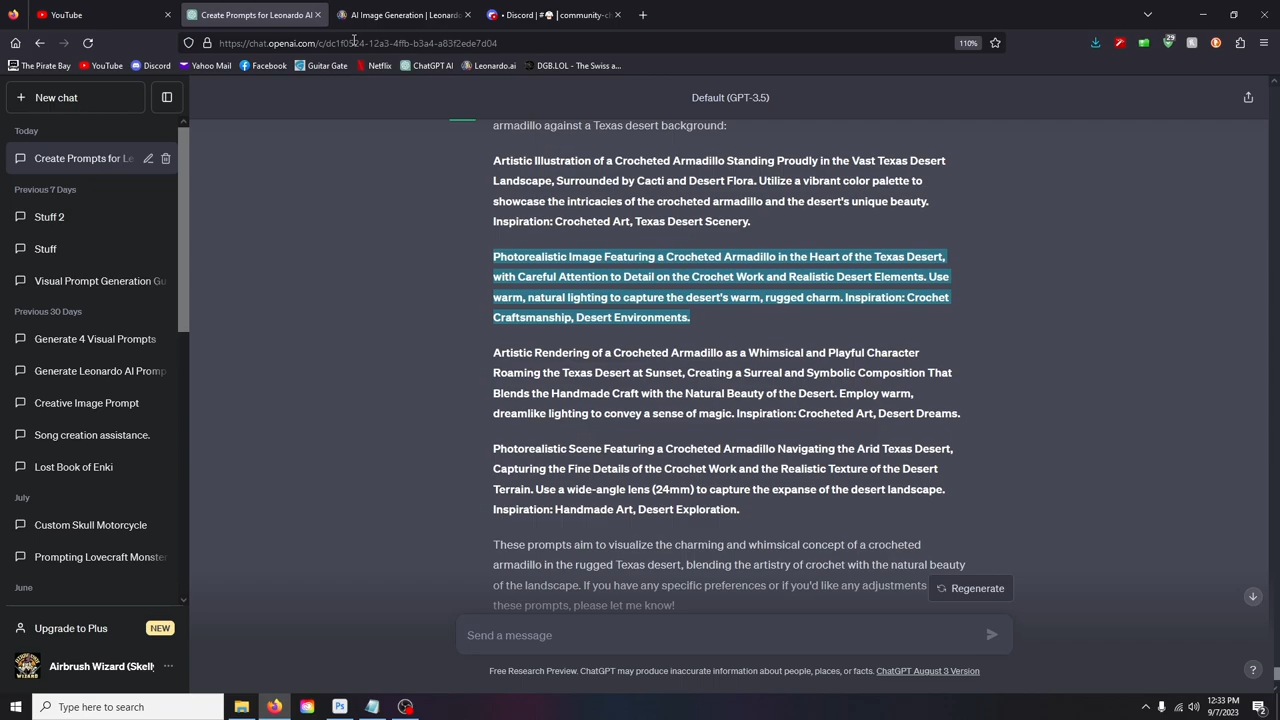 YouTube
Create Prompts for Leonardo AI
AI Image Generation | Leonardo
• Discord | # | community-ch
https://chat.openai.com/c/dc1f0524-12a3-4ffb-b3a4-a83f2ede7d04
110%
29
The Pirate Bay
YouTube
Discord
Yahoo Mail
Facebook
Guitar Gate
Netflix
ChatGPT AI
Leonardo.ai
DGB.LOL - The Swiss a...
New chat
Default (GPT-3.5)
Today
Create Prompts for Le
Previous 7 Days
Stuff 2
Stuff
Visual Prompt Generation Gu
Previous 30 Days
Generate 4 Visual Prompts
Generate Leonardo AI Promp
Creative Image Prompt
Song creation assistance.
Lost Book of Enki
July
Custom Skull Motorcycle
Prompting Lovecraft Monster
June
Upgrade to Plus
NEW
Airbrush Wizard (Skelly
armadillo against a Texas desert background:
Artistic Illustration of a Crocheted Armadillo Standing Proudly in the Vast Texas Desert
Landscape, Surrounded by Cacti and Desert Flora. Utilize a vibrant color palette to
showcase the intricacies of the crocheted armadillo and the desert's unique beauty.
Inspiration: Crocheted Art, Texas Desert Scenery.
Photorealistic Image Featuring a Crocheted Armadillo in the Heart of the Texas Desert,
with Careful Attention to Detail on the Crochet Work and Realistic Desert Elements. Use
warm, natural lighting to capture the desert's warm, rugged charm. Inspiration: Crochet
Craftsmanship, Desert Environments.
Artistic Rendering of a Crocheted Armadillo as a Whimsical and Playful Character
Roaming the Texas Desert at Sunset, Creating a Surreal and Symbolic Composition That
Blends the Handmade Craft with the Natural Beauty of the Desert. Employ warm,
dreamlike lighting to convey a sense of magic. Inspiration: Crocheted Art, Desert Dreams.
Photorealistic Scene Featuring a Crocheted Armadillo Navigating the Arid Texas Desert,
Capturing the Fine Details of the Crochet Work and the Realistic Texture of the Desert
Terrain. Use a wide-angle lens (24mm) to capture the expanse of the desert landscape.
Inspiration: Handmade Art, Desert Exploration.
These prompts aim to visualize the charming and whimsical concept of a crocheted
armadillo in the rugged Texas desert, blending the artistry of crochet with the natural beauty
of the landscape. If you have any specific preferences or if you'd like any adjustments
these prompts, please let me know!
Regenerate
Send a message
Free Research Preview. ChatGPT may produce inaccurate information about people, places, or facts. ChatGPT August 3 Version
?
Type here to search
Ps
12:33 PM
9/7/2023
2